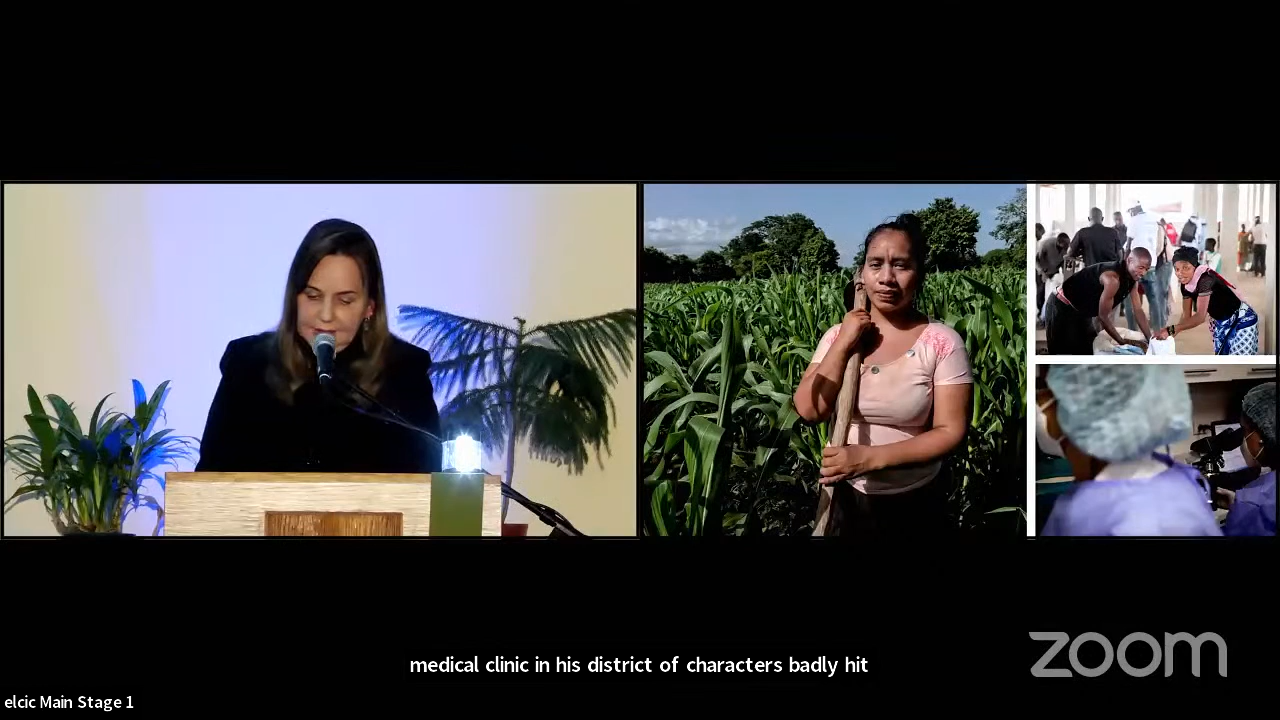 medical clinic in his district of characters badly hit
zoom
elcic Main Stage 1